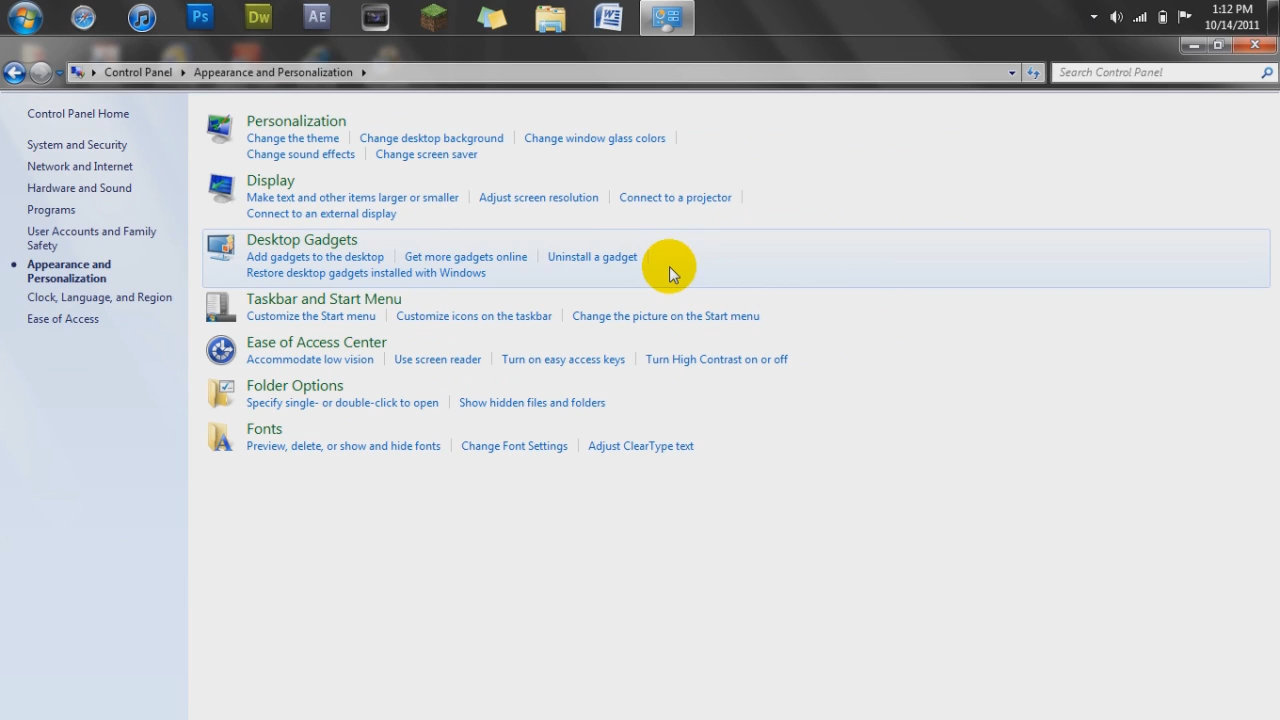 Ps Dw AE W
1:12 PM
10/14/2011
Control Panel Appearance and Personalization
Search Control Panel
Control Panel Home
System and Security
Network and Internet
Hardware and Sound
Programs
User Accounts and Family
Safety
Appearance and
Personalization
Clock, Language, and Region
Ease of Access
Personalization
Change the theme Change desktop background Change window glass colors
Change sound effects Change screen saver
Display
Make text and other items larger or smaller Adjust screen resolution Connect to a projector
Connect to an external display
Desktop Gadgets
Add gadgets to the desktop Get more gadgets online Uninstall a gadget
Restore desktop gadgets installed with Windows
Taskbar and Start Menu
Customize the Start menu Customize icons on the taskbar Change the picture on the Start menu
Ease of Access Center
Accommodate low vision Use screen reader Turn on easy access keys Turn High Contrast on or off
Folder Options
Specify single- or double-click to open Show hidden files and folders
Fonts
Preview, delete, or show and hide fonts Change Font Settings Adjust ClearType text